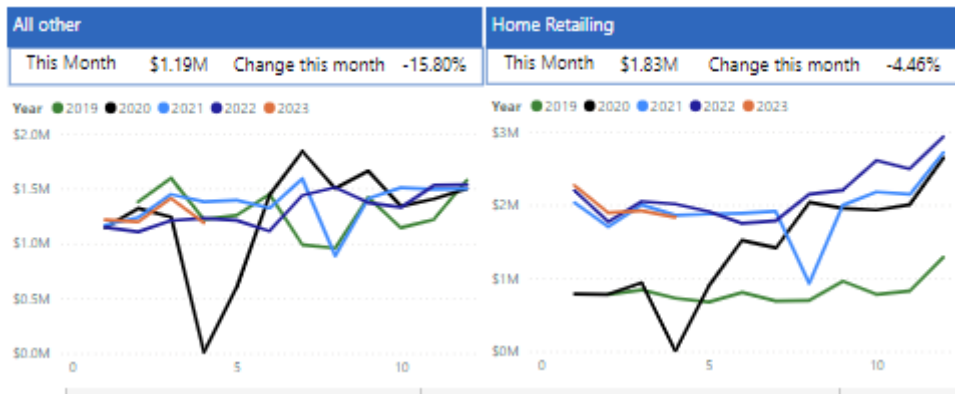 All other
This Month $1.19M Change this month -15.80%
Year 2019 2020 2021 2022 2023
$2.0M
$1.5M
$1.0M
$0.5M
$0.0M
0 5 10
Home Retailing
This Month $1.83M Change this month -4.46%
Year 2019 2020 2021 2022 2023
$3M
$2M
$1M
$0M
0 5 10